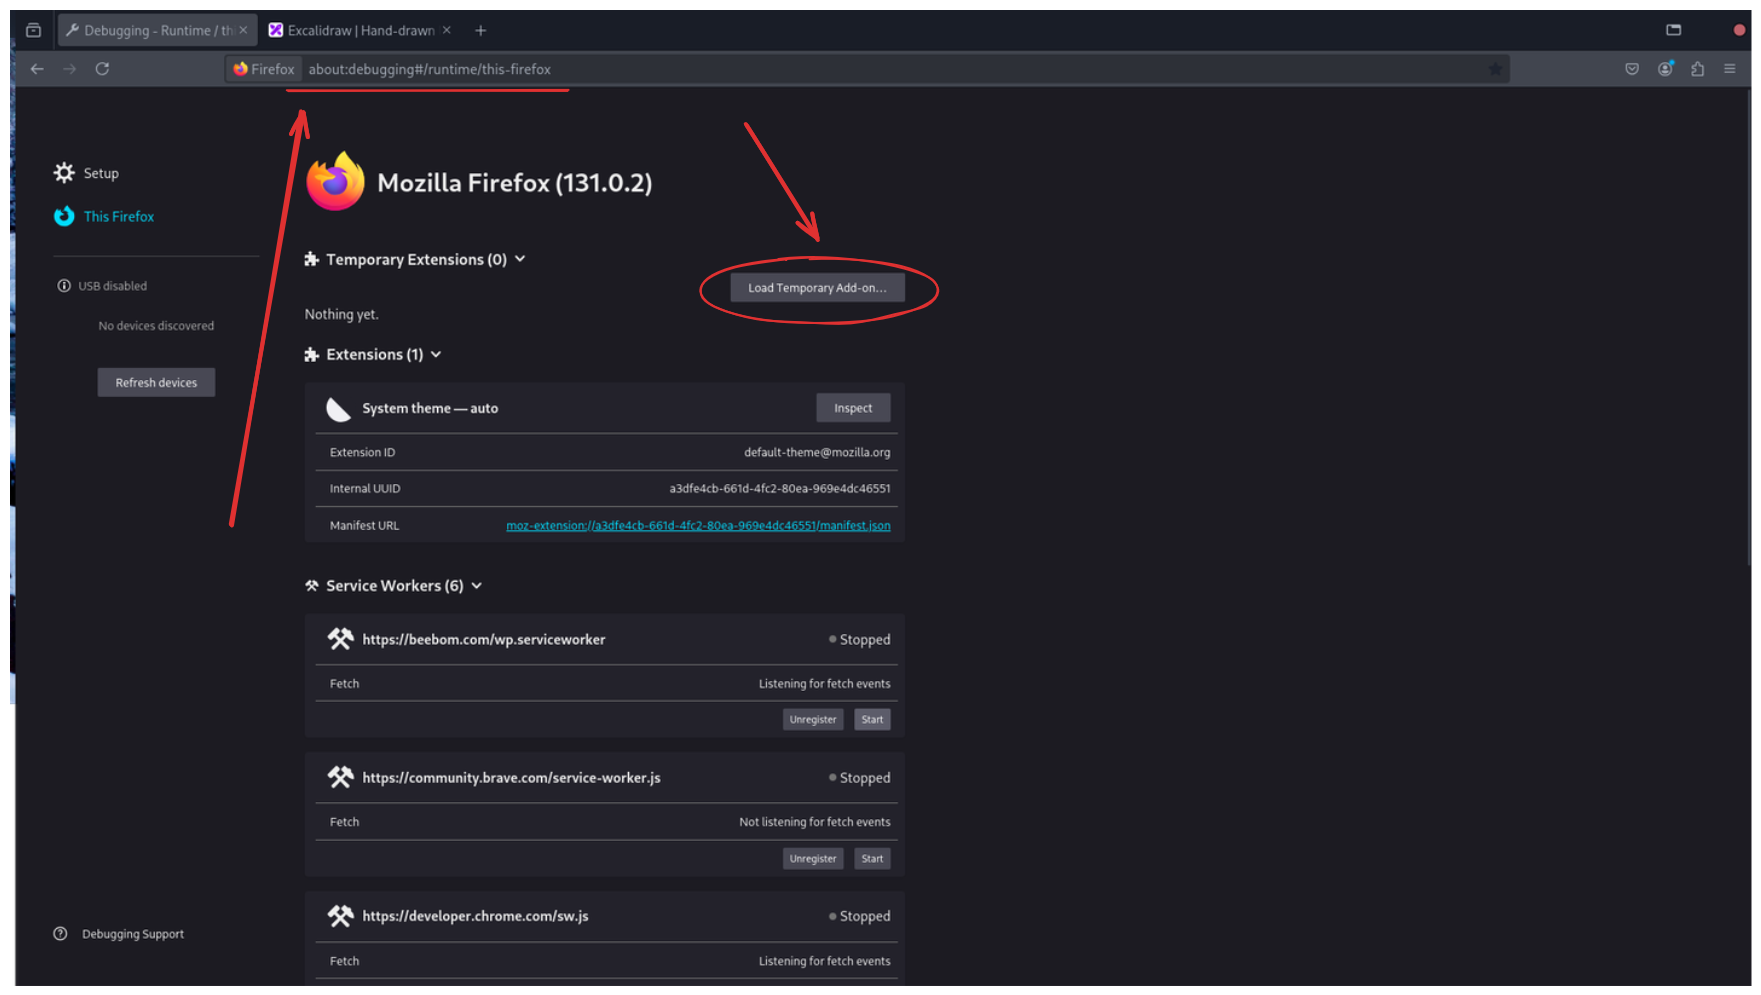 Debugging - Runtime / thi
Excalidraw | Hand-drawn
Firefox
about:debugging#/runtime/this-firefox
Setup
This Firefox
USB disabled
No devices discovered
Refresh devices
Debugging Support
Mozilla Firefox (131.0.2)
Temporary Extensions (0)
Load Temporary Add-on...
Nothing yet.
Extensions (1)
System theme — auto
Inspect
Extension ID
default-theme@mozilla.org
Internal UUID
a3dfe4cb-661d-4fc2-80ea-969e4dc46551
Manifest URL
moz-extension://a3dfe4cb-661d-4fc2-80ea-969e4dc46551/manifest.json
Service Workers (6)
https://beebom.com/wp.serviceworker
Stopped
Fetch
Listening for fetch events
Unregister
Start
https://community.brave.com/service-worker.js
Stopped
Fetch
Not listening for fetch events
Unregister
Start
https://developer.chrome.com/sw.js
Stopped
Fetch
Listening for fetch events